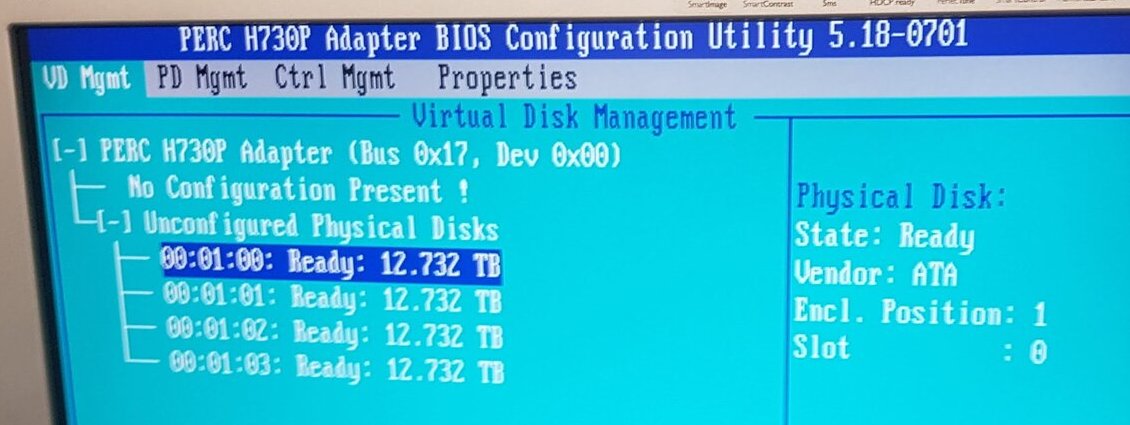 SmartImage SmartContrast Sms HDCP ready
PERC H730P Adapter BIOS Configuration Utility 5.18-0701
VD Mgmt PD Mgmt Ctrl Mgmt Properties
Virtual Disk Management
[-] PERC H730P Adapter (Bus 0x17, Dev 0x00)
No Configuration Present !
[-] Unconfigured Physical Disks
00:01:00: Ready: 12.732 TB
00:01:01: Ready: 12.732 TB
00:01:02: Ready: 12.732 TB
00:01:03: Ready: 12.732 TB
Physical Disk:
State: Ready
Vendor: ATA
Encl. Position: 1
Slot : 0